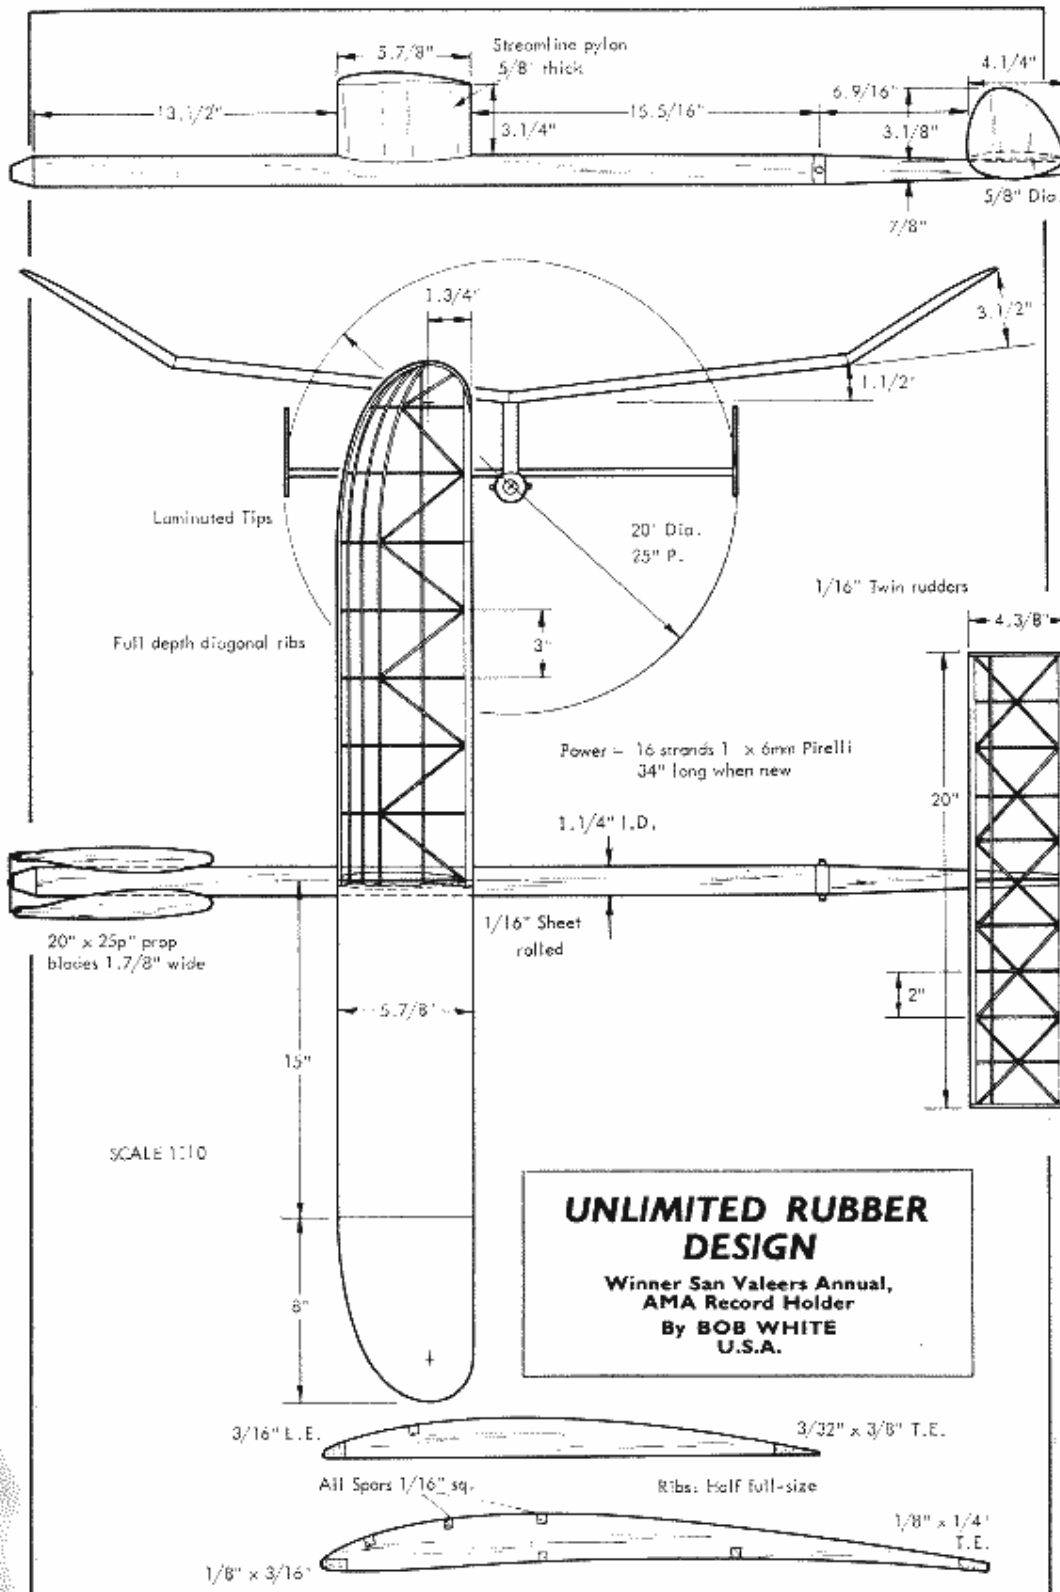 5.7/8"
Streamline pylon
5/8" thick
4.1/4"
13.1/2"
15.5/16"
6.9/16"
3.1/4"
3.1/8"
5/8" Dia.
7/8"
1.3/4"
3.1/2"
1.1/2"
Laminated Tips
20" Dia.
25" P.
1/16" Twin rudders
4.3/8"
Full depth diagonal ribs
3"
Power = 16 strands 1 x 6mm Pirelli
34" long when new
20"
1.1/4" I.D.
1/16" Sheet
rolled
20" x 25p" prop
blades 1.7/8" wide
2"
5.7/8"
15"
SCALE 1:10
UNLIMITED RUBBER
DESIGN
Winner San Valeers Annual,
AMA Record Holder
By BOB WHITE
U.S.A.
8"
3/16" L.E.
3/32" x 3/8" T.E.
All Spars 1/16" sq.
Ribs: Half full-size
1/8" x 1/4"
T.E.
1/8" x 3/16"